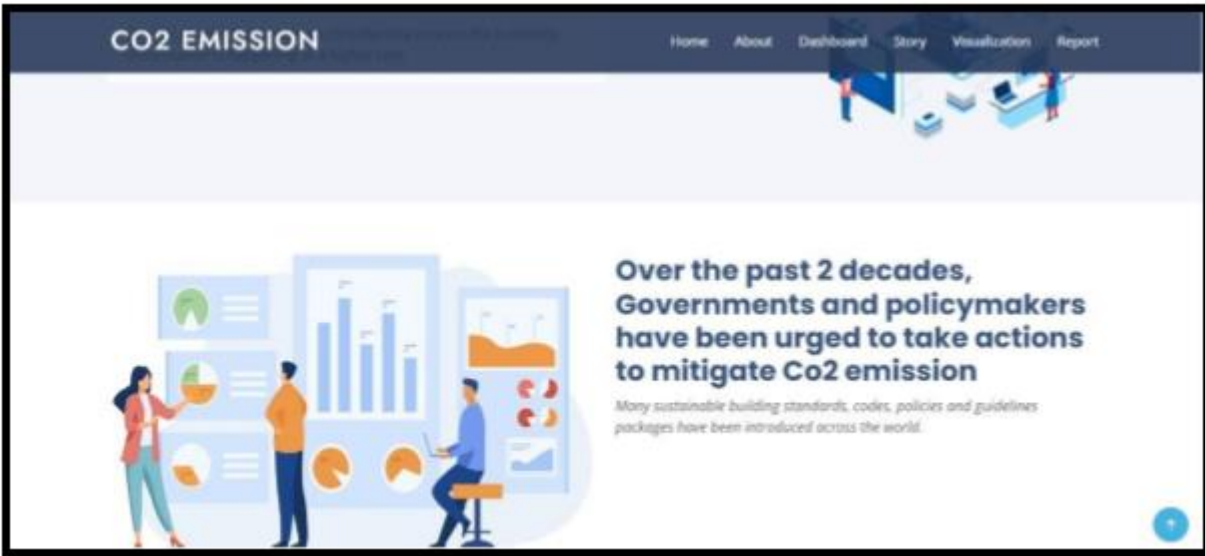 CO2 EMISSION
Home About Dashboard Story Visualization Report
Over the past 2 decades,
Governments and policymakers
have been urged to take actions
to mitigate Co2 emission
Many sustainable building standards, codes, policies and guidelines
packages have been introduced across the world.